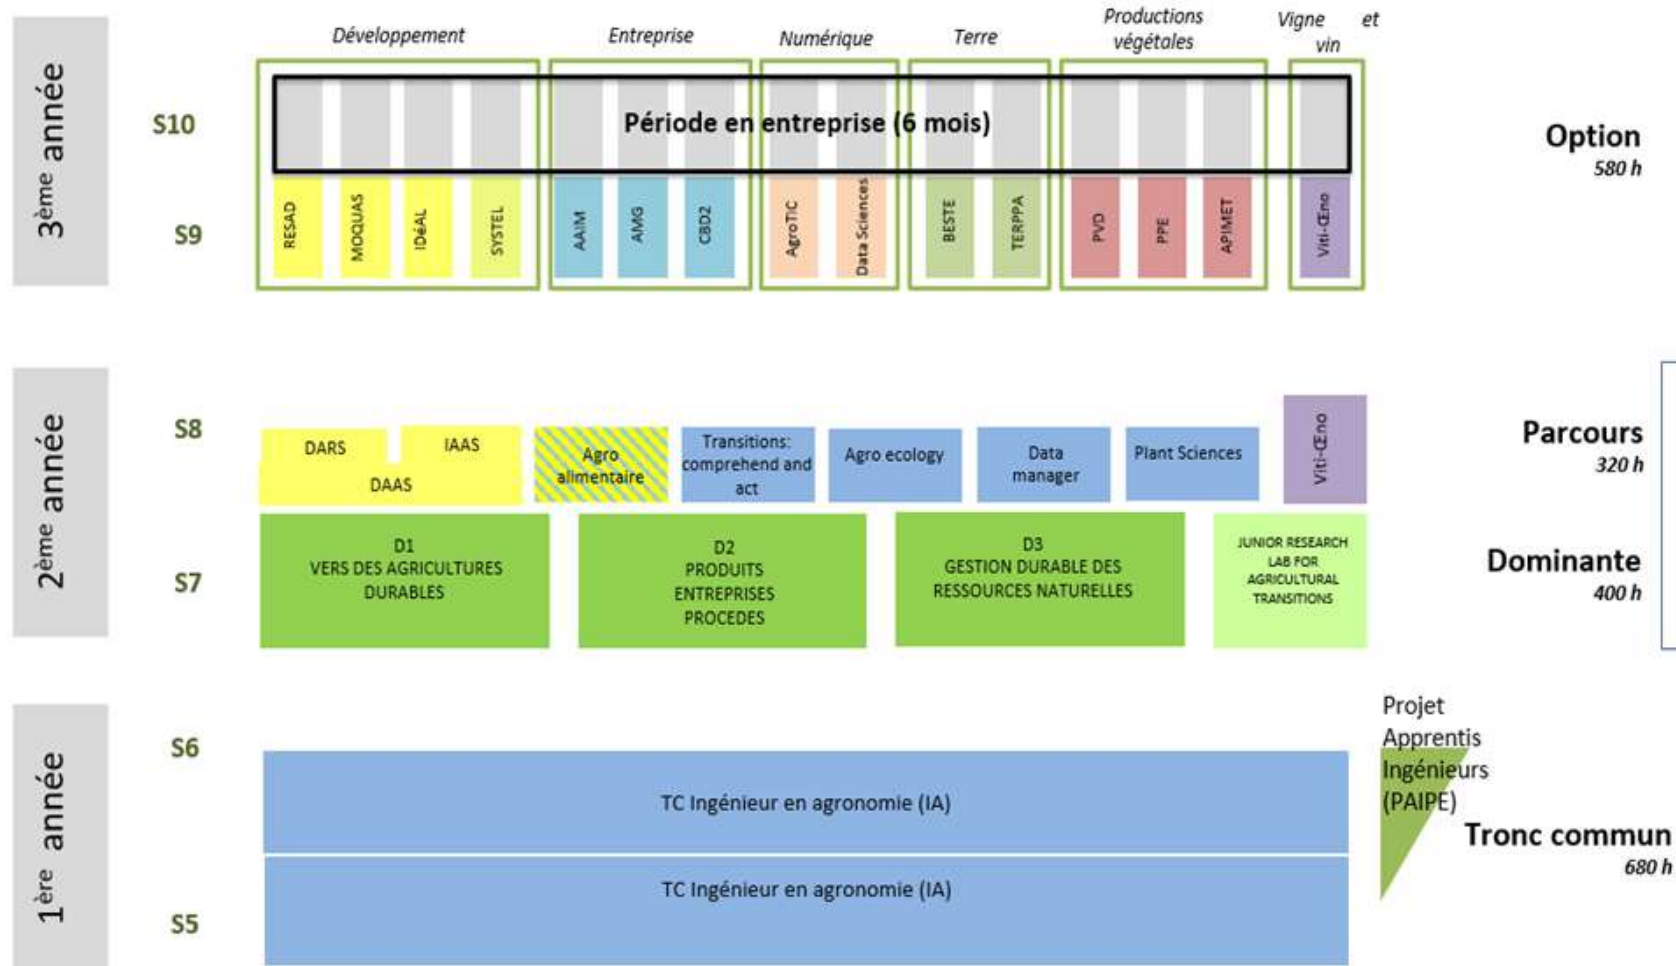 Développement
Entreprise
Numérique
Terre
Productions
végétales
Vigne et
vin
3ème année
S10
Période en entreprise (6 mois)
Option
580 h
S9
RESAD
MOQUAS
IDéAL
SYSTEL
AAIM
AMG
CBD2
AgroTIC
Data Sciences
BESTE
TERPPA
PVD
PPE
APIMET
Viti-Œno
2ème année
S8
DARS
IAAS
DAAS
Agro
alimentaire
Transitions:
comprehend and
act
Agro ecology
Data
manager
Plant Sciences
Viti-Œno
Parcours
320 h
S7
D1
VERS DES AGRICULTURES
DURABLES
D2
PRODUITS
ENTREPRISES
PROCEDES
D3
GESTION DURABLE DES
RESSOURCES NATURELLES
JUNIOR RESEARCH
LAB FOR
AGRICULTURAL
TRANSITIONS
Dominante
400 h
1ère année
S6
TC Ingénieur en agronomie (IA)
Projet
Apprentis
Ingénieurs
(PAIPE)
Tronc commun
680 h
S5
TC Ingénieur en agronomie (IA)